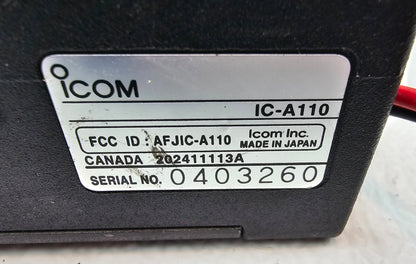 ICOM
IC-A110
FCC ID : AFJIC-A110 Icom Inc.
MADE IN JAPAN
CANADA 202411113A
SERIAL NO. 0403260